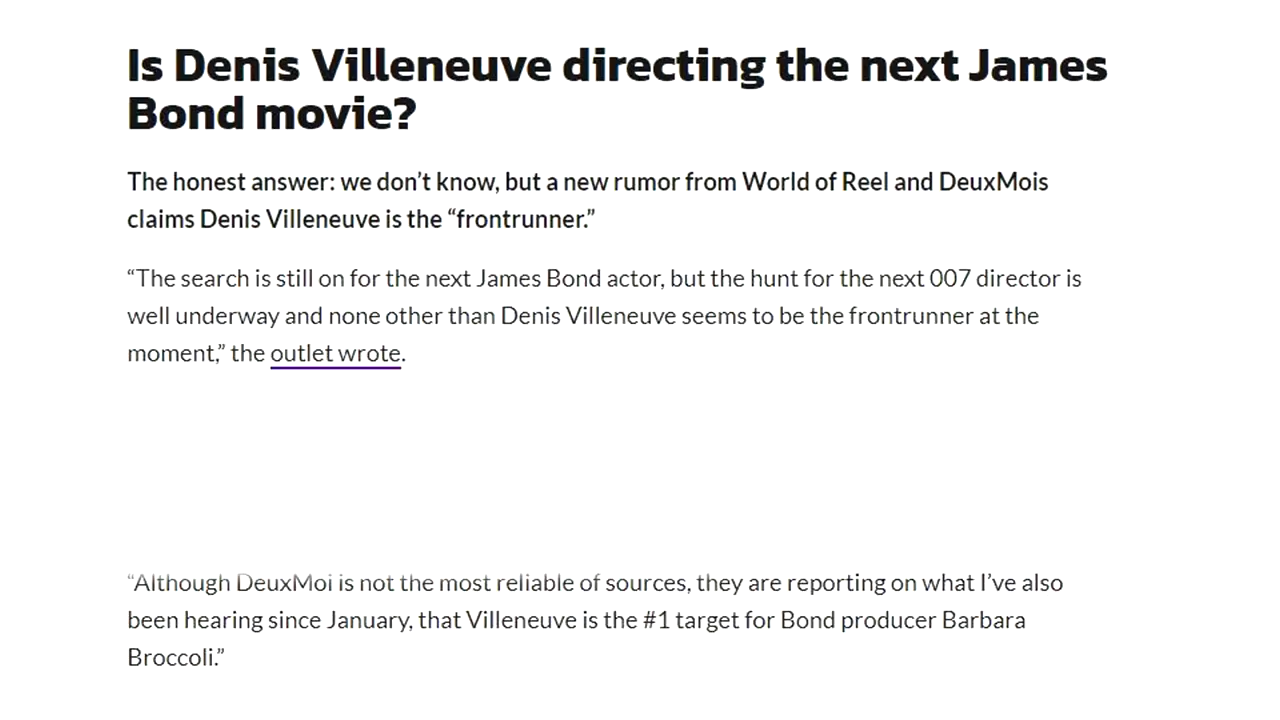 Is Denis Villeneuve directing the next James
Bond movie?
The honest answer: we don’t know, but a new rumor from World of Reel and DeuxMois
claims Denis Villeneuve is the “frontrunner.”
“The search is still on for the next James Bond actor, but the hunt for the next 007 director is
well underway and none other than Denis Villeneuve seems to be the frontrunner at the
moment,” the outlet wrote.
“Although DeuxMoi is not the most reliable of sources, they are reporting on what I’ve also
been hearing since January, that Villeneuve is the #1 target for Bond producer Barbara
Broccoli.”